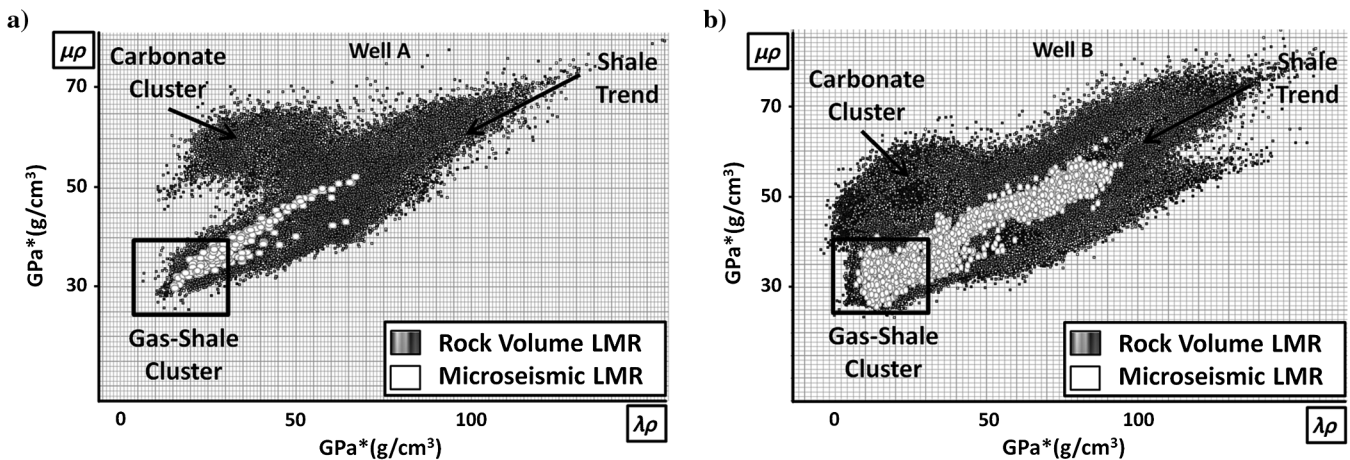 a)
μρ
Well A
Carbonate
Cluster
Shale
Trend
70
50
30
GPa*(g/cm³)
Gas-Shale
Cluster
Rock Volume LMR
Microseismic LMR
0
50
100
λρ
GPa*(g/cm³)
b)
μρ
Well B
Carbonate
Cluster
Shale
Trend
70
50
30
GPa*(g/cm³)
Gas-Shale
Cluster
Rock Volume LMR
Microseismic LMR
0
50
100
λρ
GPa*(g/cm³)